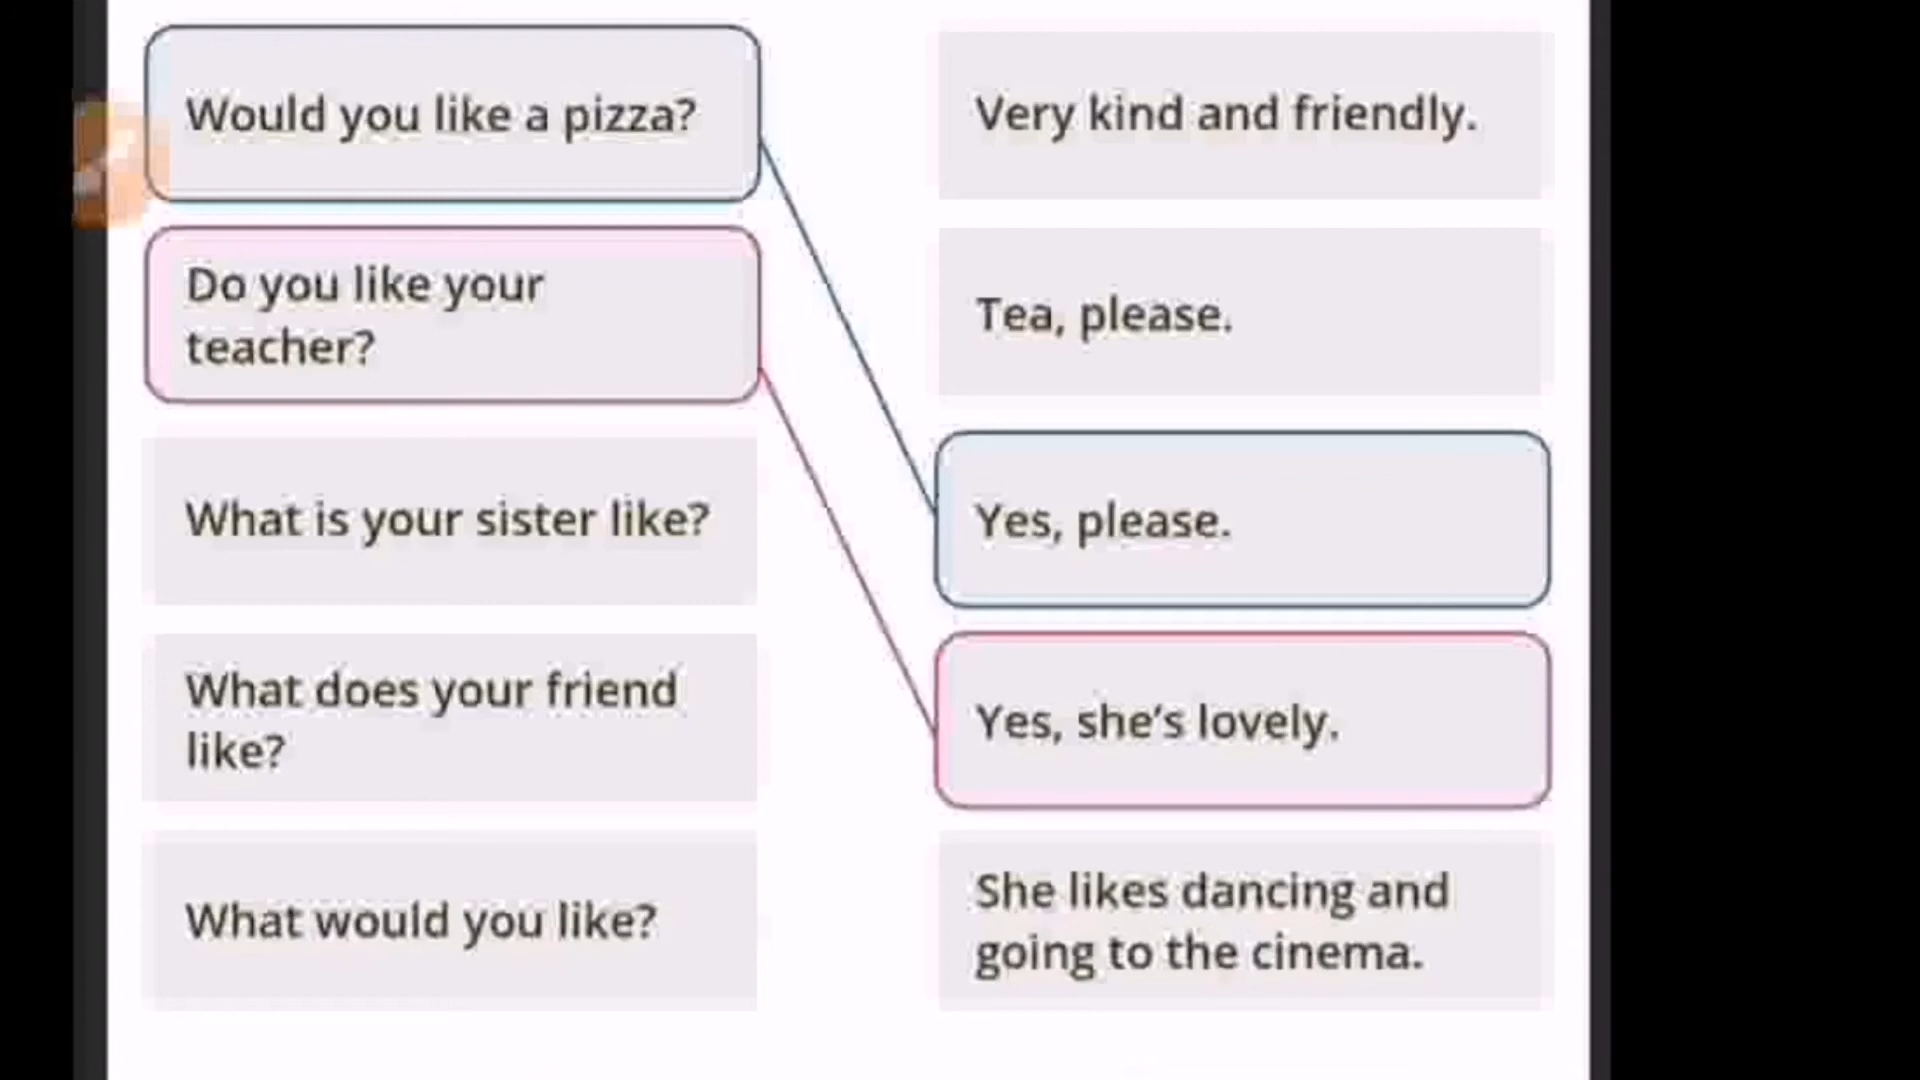 Would you like a pizza?
Very kind and friendly.
Do you like your
teacher?
Tea, please.
What is your sister like?
Yes, please.
What does your friend
like?
Yes, she's lovely.
What would you like?
She likes dancing and
going to the cinema.